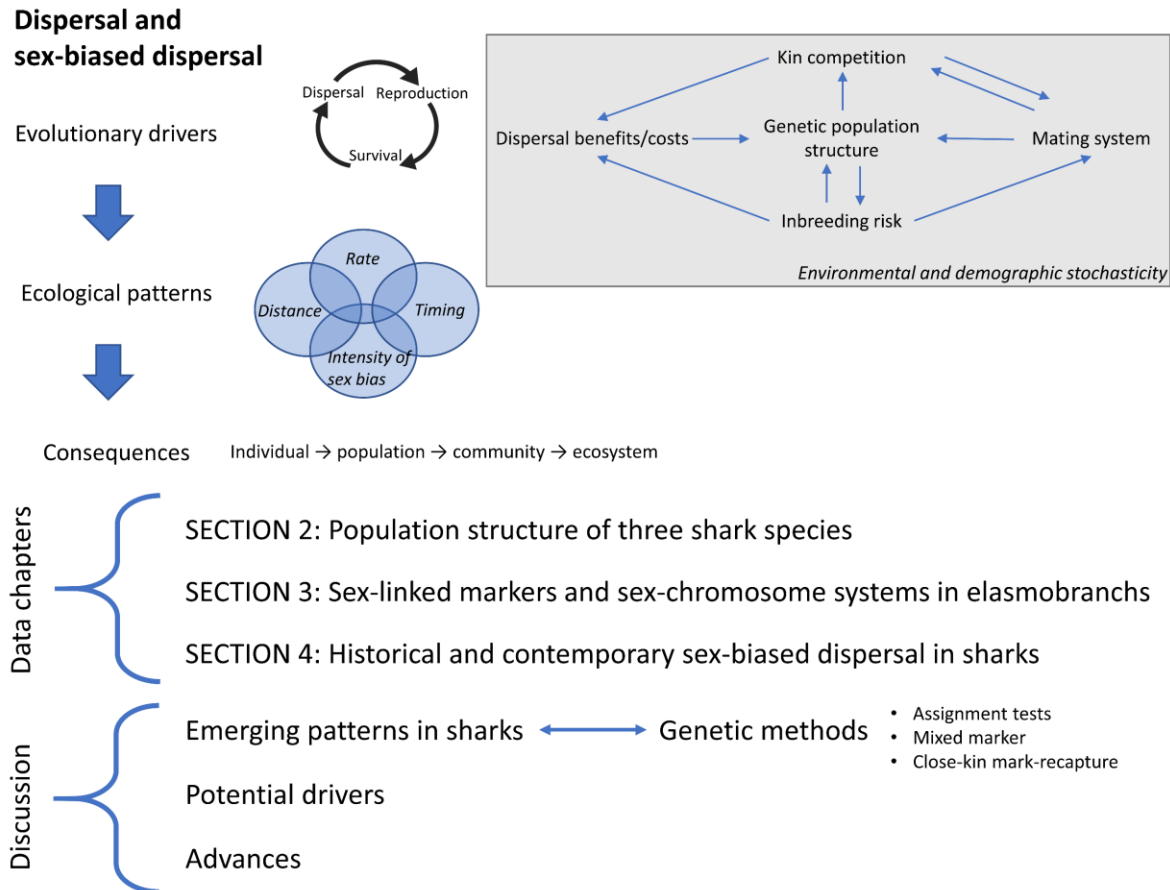 Dispersal and
sex-biased dispersal
Evolutionary drivers
Dispersal
Reproduction
Survival
Kin competition
Dispersal benefits/costs
Genetic population
structure
Mating system
Inbreeding risk
Environmental and demographic stochasticity
Ecological patterns
Rate
Distance
Timing
Intensity of
sex bias
Consequences
Individual → population → community → ecosystem
Data chapters
SECTION 2: Population structure of three shark species
SECTION 3: Sex-linked markers and sex-chromosome systems in elasmobranchs
SECTION 4: Historical and contemporary sex-biased dispersal in sharks
Discussion
Emerging patterns in sharks
Genetic methods
• Assignment tests
• Mixed marker
• Close-kin mark-recapture
Potential drivers
Advances